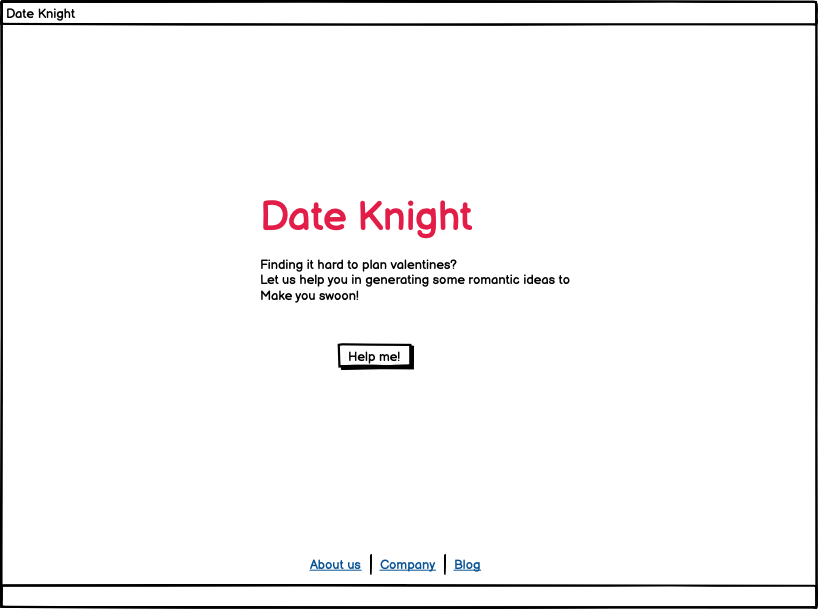 Date Knight
Date Knight
Finding it hard to plan valentines?
Let us help you in generating some romantic ideas to
Make you swoon!
Help me!
About us | Company | Blog